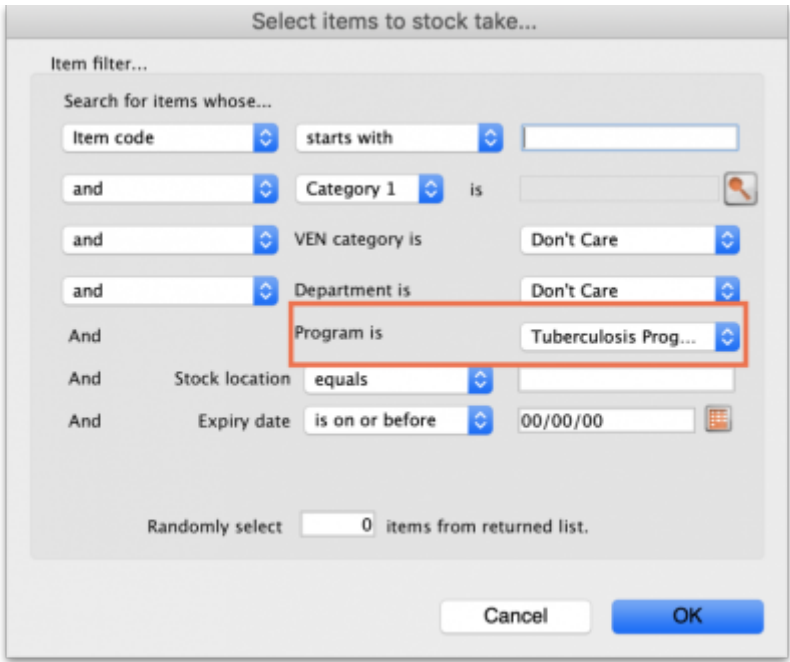 Select items to stock take...
Item filter...
Search for items whose...
Item code starts with
and Category 1 is
and VEN category is Don't Care
and Department is Don't Care
And Program is Tuberculosis Prog...
And Stock location equals
And Expiry date is on or before 00/00/00
Randomly select 0 items from returned list.
Cancel OK